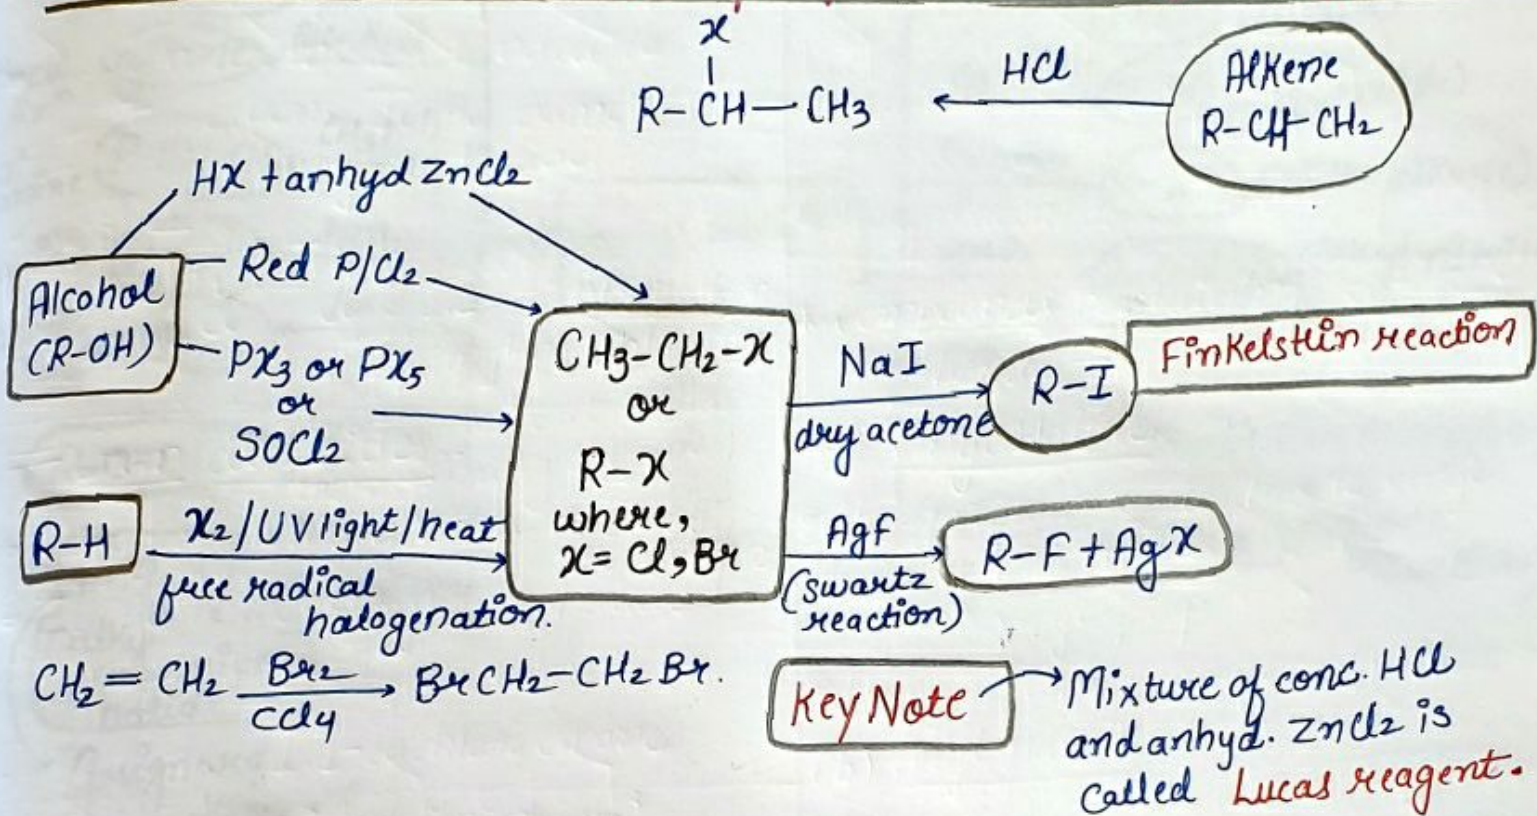 x
|
R-CH-CH3
HCl
Alkene
R-CH-CH2
HX + anhyd ZnCl2
Alcohol
(R-OH)
Red P/Cl2
PX3 or PX5
or
SOCl2
CH3-CH2-X
or
R-X
where,
X= Cl, Br
NaI
dry acetone
R-I
Finkelstein reaction
R-H
X2/UV light/heat
free radical
halogenation.
AgF
(swartz
reaction)
R-F + AgX
CH2=CH2 Br2 BrCH2-CH2Br.
CCl4
Key Note
Mixture of conc. HCl
and anhyd. ZnCl2 is
called Lucas reagent.